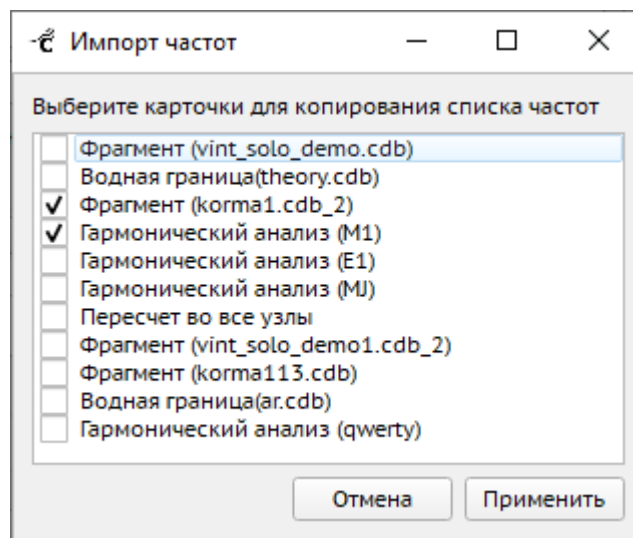 Импорт частот
Выберите карточки для копирования списка частот
Фрагмент (vint_solo_demo.cdb)
Водная граница(theory.cdb)
Фрагмент (korma1.cdb_2)
Гармонический анализ (M1)
Гармонический анализ (E1)
Гармонический анализ (MJ)
Пересчет во все узлы
Фрагмент (vint_solo_demo1.cdb_2)
Фрагмент (korma113.cdb)
Водная граница(ar.cdb)
Гармонический анализ (qwerty)
Отмена Применить